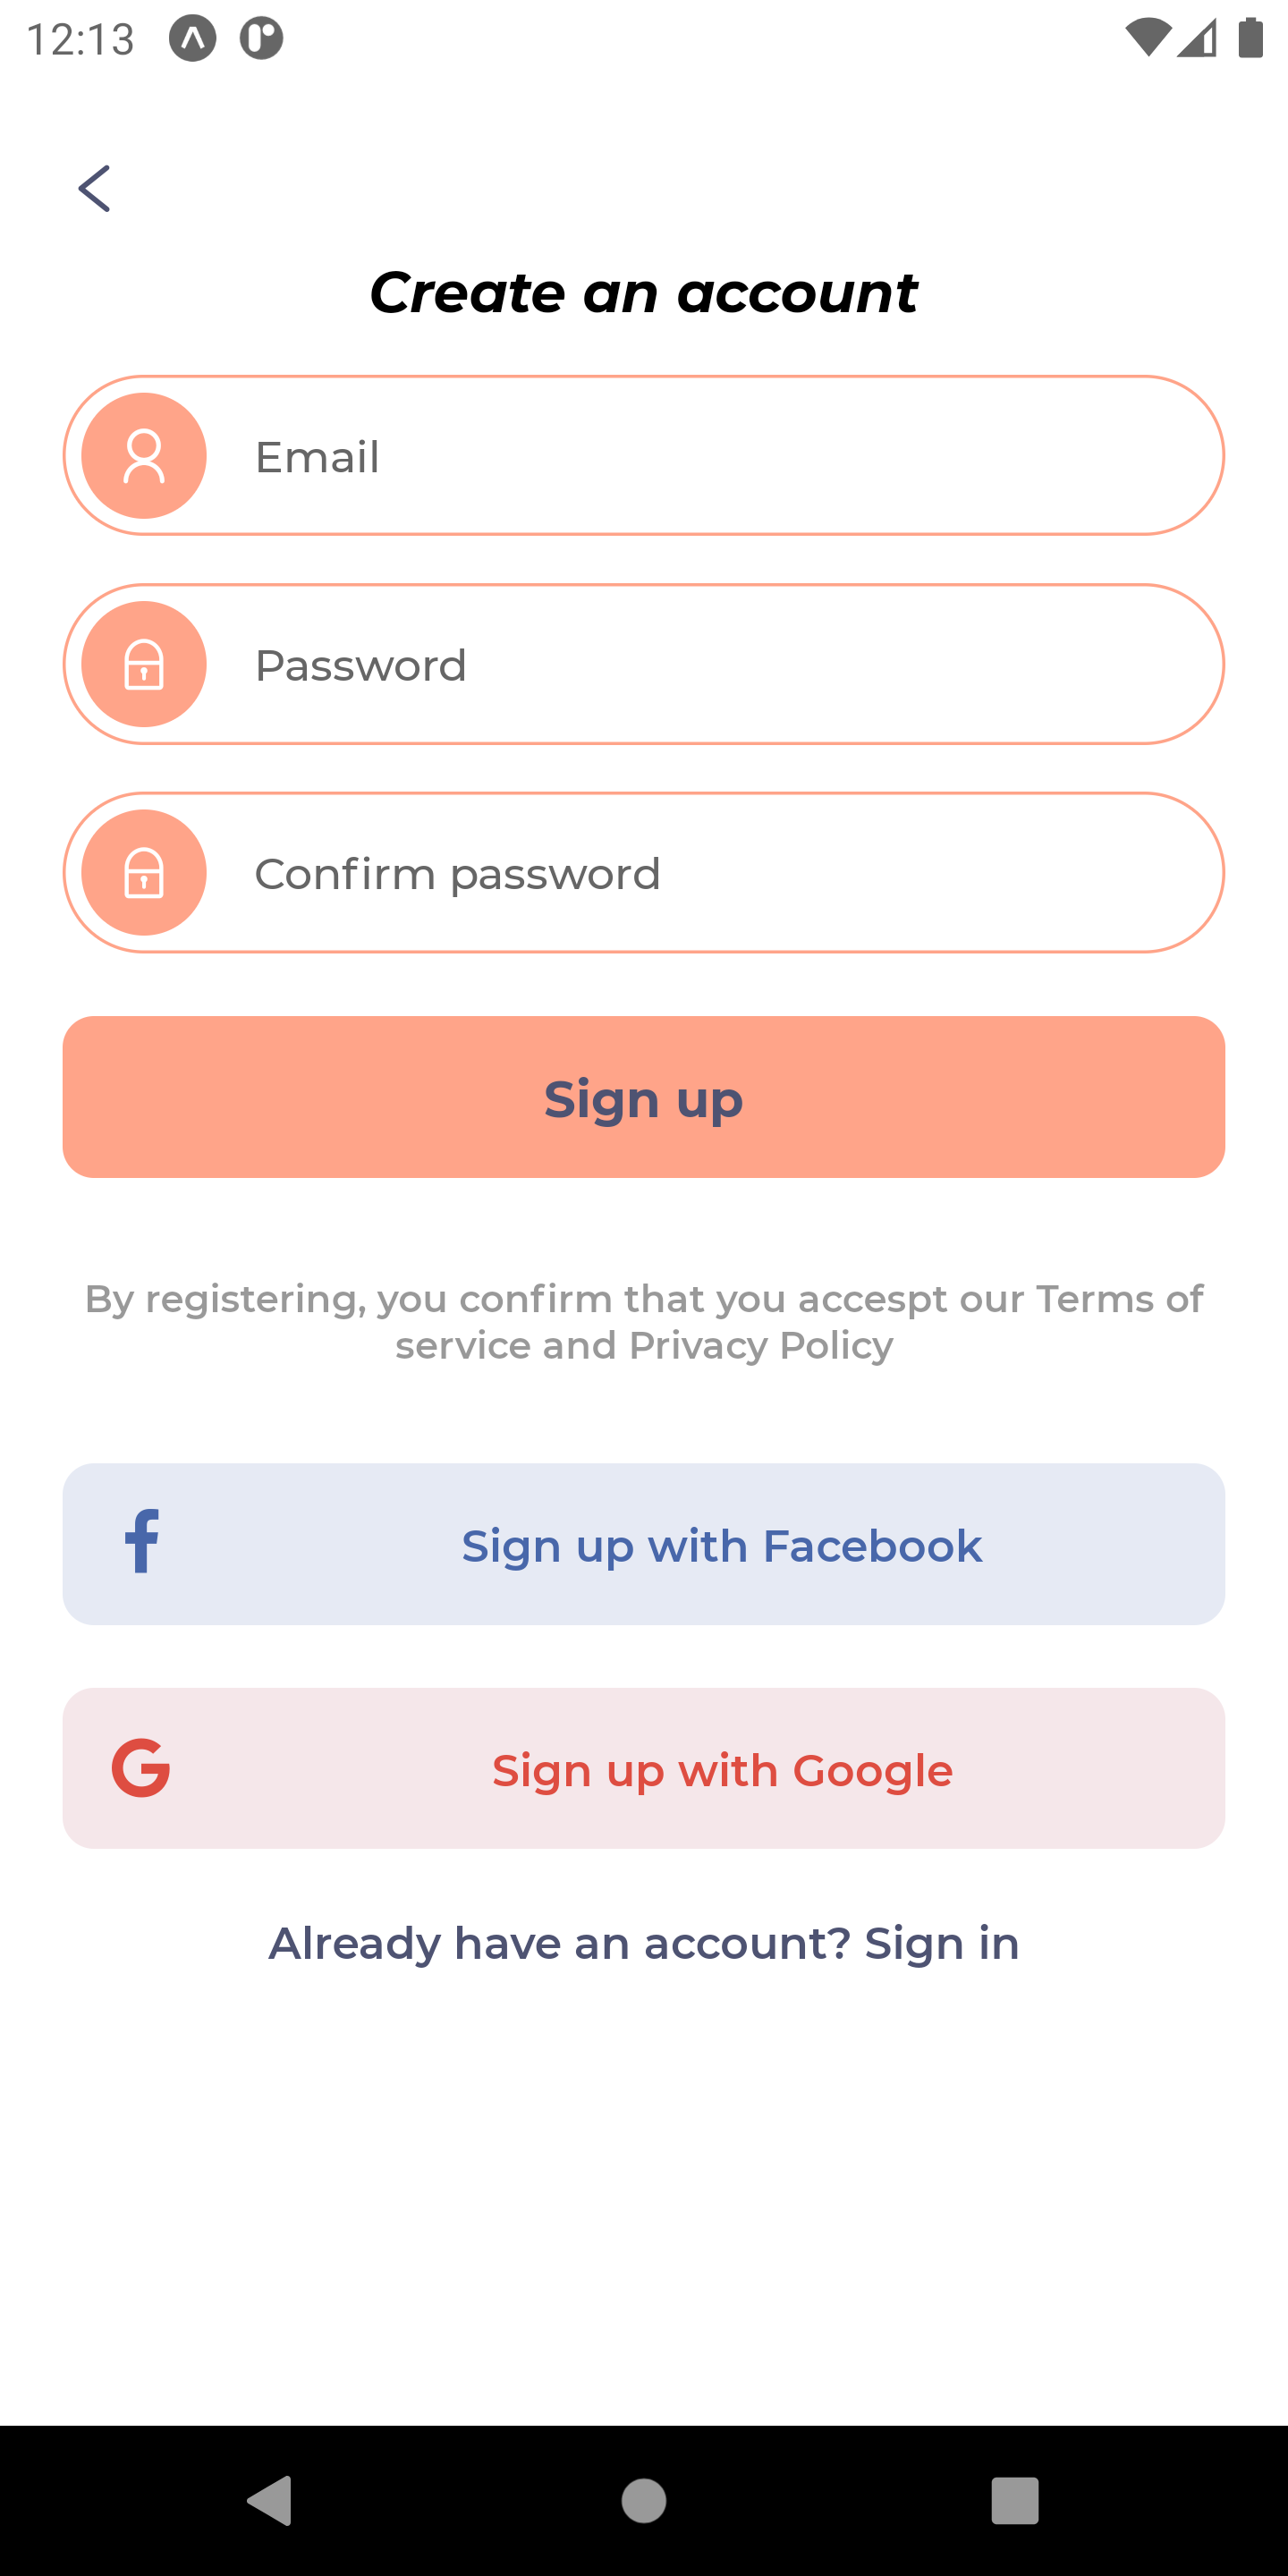 12:13
Create an account
Email
Password
Confirm password
Sign up
By registering, you confirm that you accespt our Terms of
service and Privacy Policy
Sign up with Facebook
Sign up with Google
Already have an account? Sign in